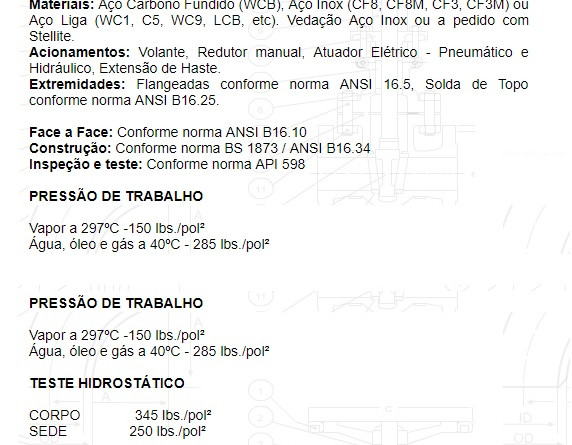 Materiais: Aço Carbono Fundido (WCB), Aço Inox (CF8, CF8M, CF3, CF3M) ou
Aço Liga (WC1, C5, WC9, LCB, etc). Vedação Aço Inox ou a pedido com
Stellite.
Acionamentos: Volante, Redutor manual, Atuador Elétrico - Pneumático e
Hidráulico, Extensão de Haste.
Extremidades: Flangeadas conforme norma ANSI 16.5, Solda de Topo
conforme norma ANSI B16.25.
Face a Face: Conforme norma ANSI B16.10
Construção: Conforme norma BS 1873 / ANSI B16.34
Inspeção e teste: Conforme norma API 598
PRESSÃO DE TRABALHO
Vapor a 297ºC -150 lbs./pol²
Água, óleo e gás a 40ºC - 285 lbs./pol²
PRESSÃO DE TRABALHO
Vapor a 297ºC -150 lbs./pol²
Água, óleo e gás a 40ºC - 285 lbs./pol²
TESTE HIDROSTÁTICO
CORPO 345 lbs./pol²
SEDE 250 lbs./pol²